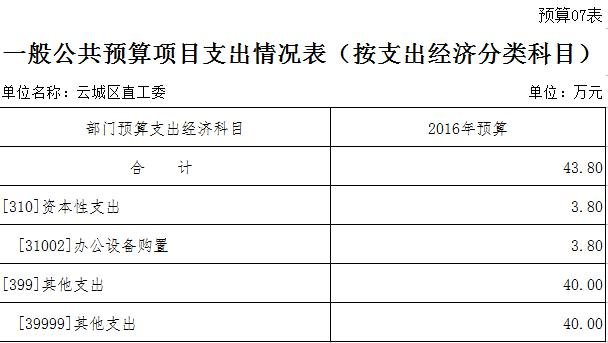 预算07表
一般公共预算项目支出情况表（按支出经济分类科目）
单位名称：云城区直工委 单位：万元
部门预算支出经济科目 2016年预算
合 计 43.80
[310]资本性支出 3.80
[31002]办公设备购置 3.80
[399]其他支出 40.00
[39999]其他支出 40.00